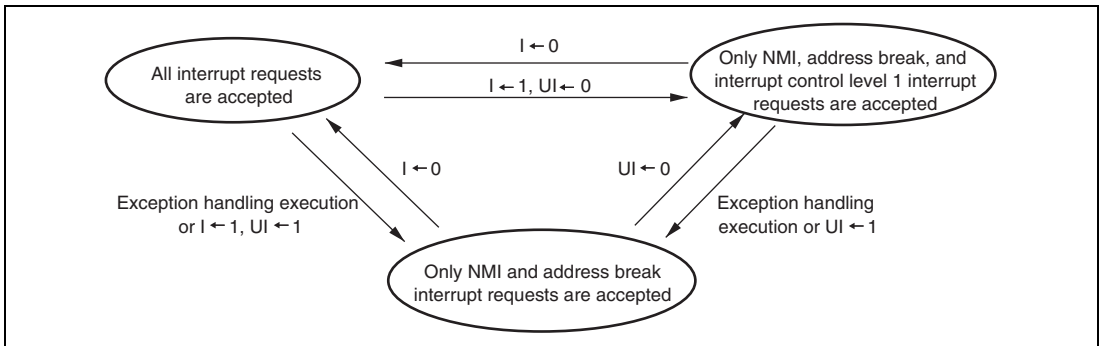 I ← 0
All interrupt requests
are accepted
Only NMI, address break, and
interrupt control level 1 interrupt
requests are accepted
I ← 1, UI ← 0
I ← 0
UI ← 0
Exception handling execution
or I ← 1, UI ← 1
Exception handling
execution or UI ← 1
Only NMI and address break
interrupt requests are accepted